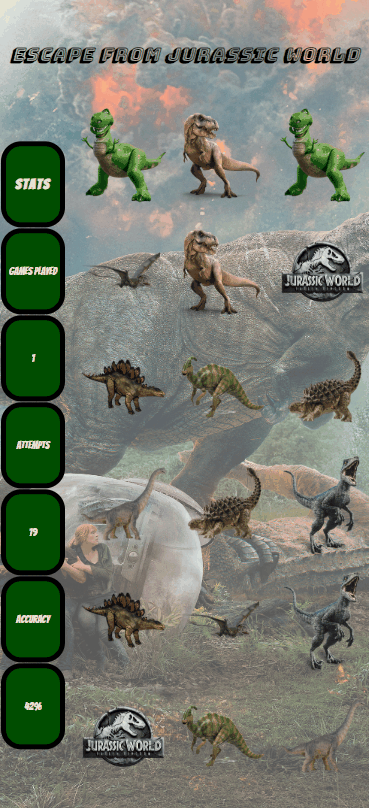 ESCAPE FROM JURASSIC WORLD
STATS
GAMES PLAYED
JURASSIC WORLD
1
ATTEMPTS
19
ACCURACY
42%
JURASSIC WORLD